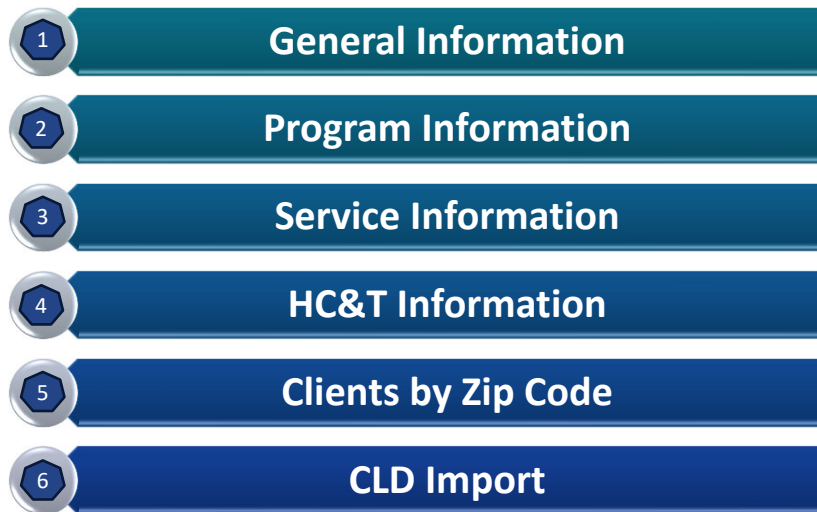 1 General Information
2 Program Information
3 Service Information
4 HC&T Information
5 Clients by Zip Code
6 CLD Import